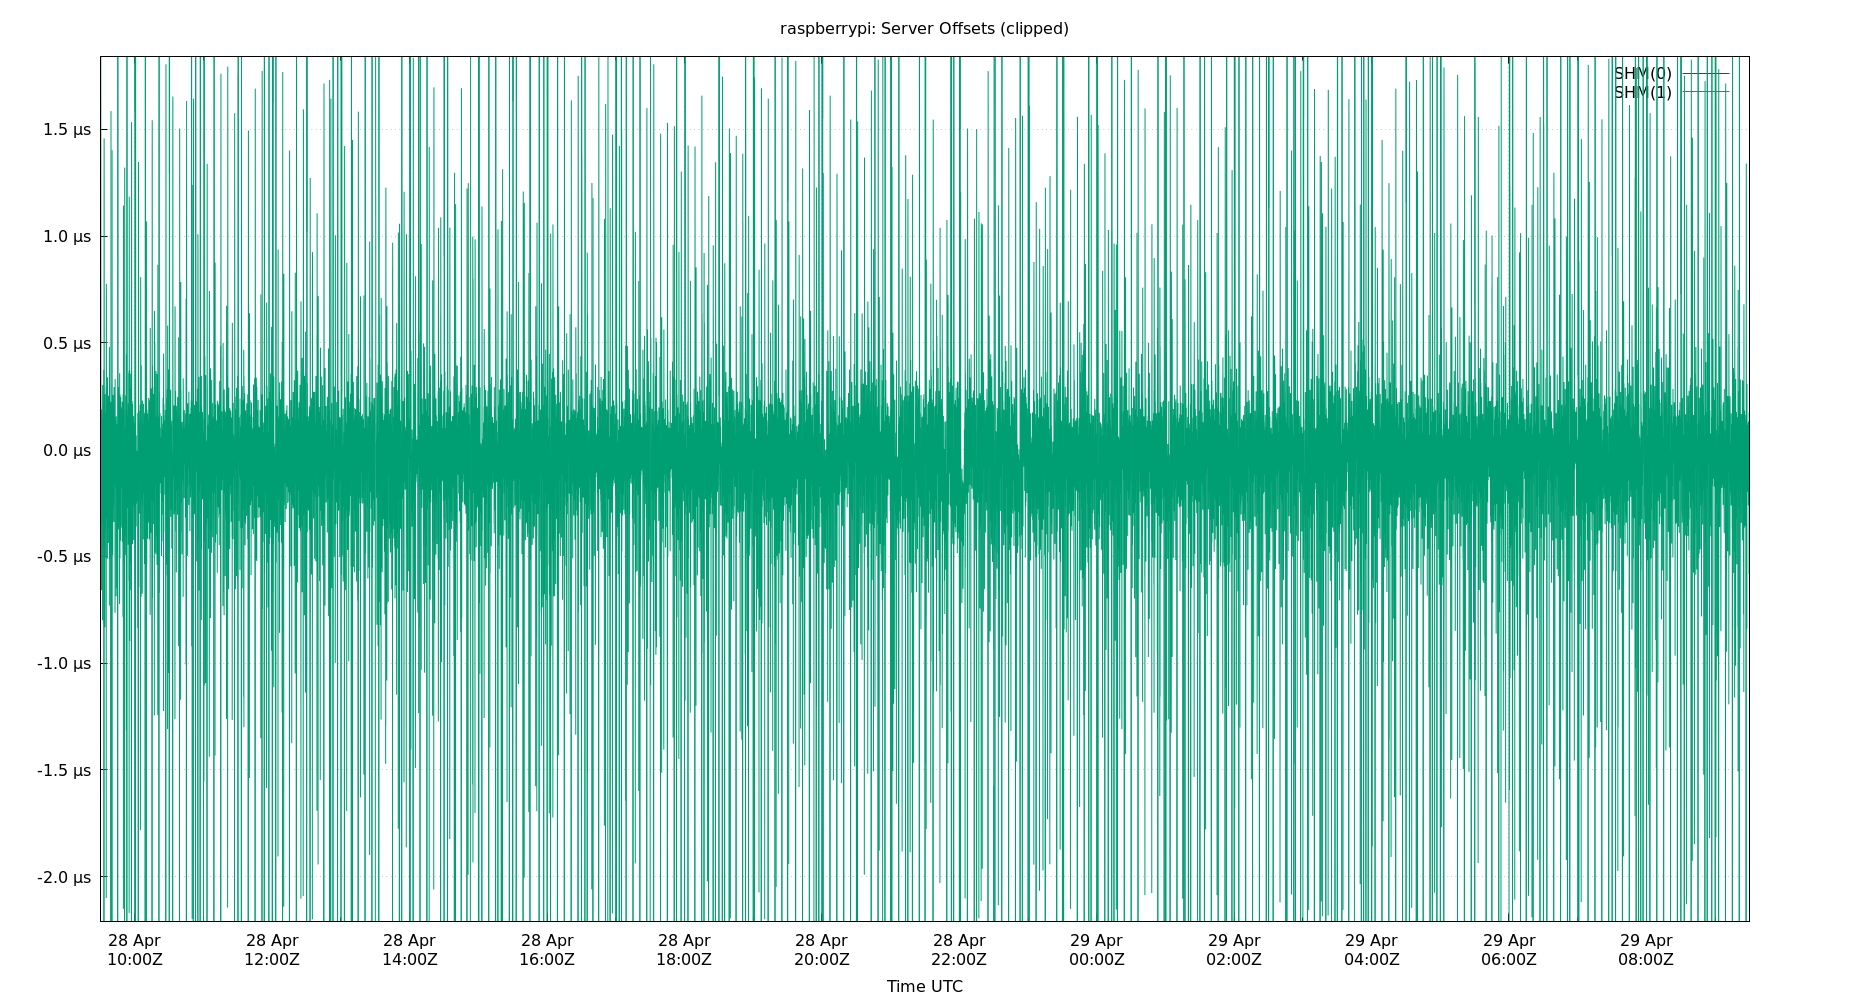 raspberrypi: Server Offsets (clipped)
SHM(0)
SHM(1)
1.5 µs
1.0 µs
0.5 µs
0.0 µs
-0.5 µs
-1.0 µs
-1.5 µs
-2.0 µs
28 Apr 28 Apr 28 Apr 28 Apr 28 Apr 28 Apr 28 Apr 29 Apr 29 Apr 29 Apr 29 Apr 29 Apr
10:00Z 12:00Z 14:00Z 16:00Z 18:00Z 20:00Z 22:00Z 00:00Z 02:00Z 04:00Z 06:00Z 08:00Z
Time UTC